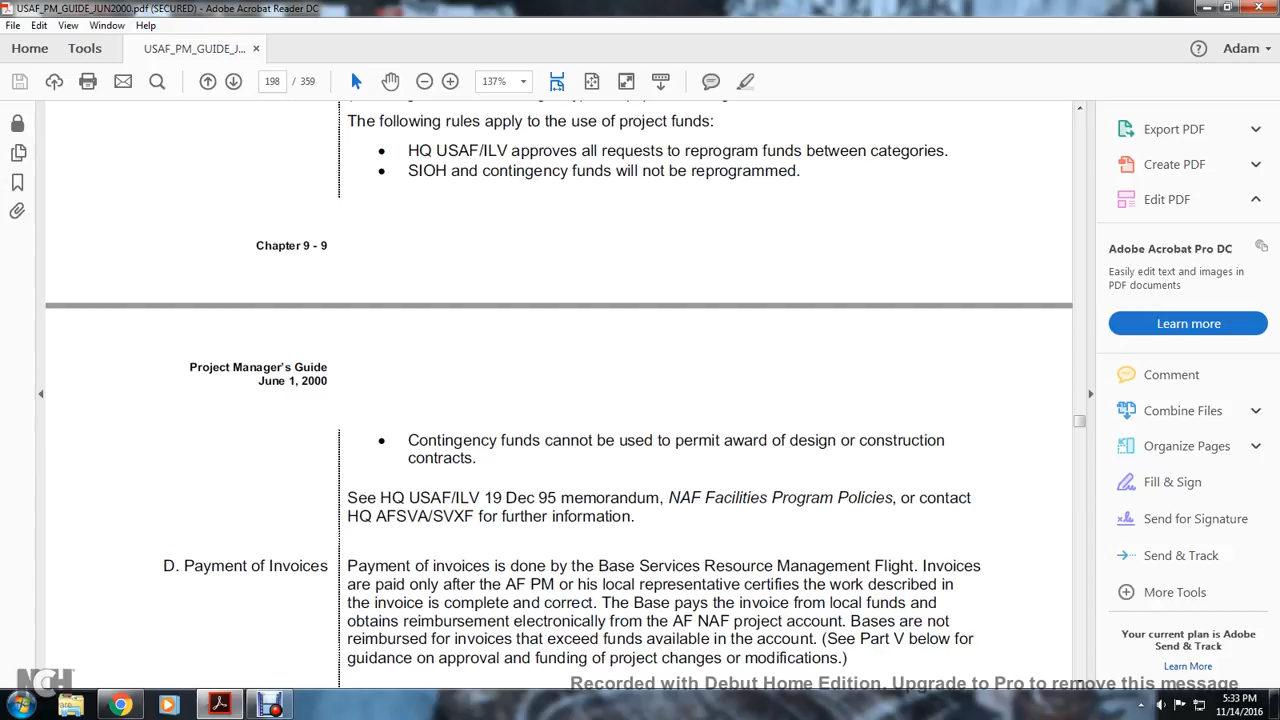 USAF_PM_GUIDE_JUN2000.pdf (SECURED) - Adobe Acrobat Reader DC
File Edit View Window Help
Home Tools USAF_PM_GUIDE_J... × Adam
198 / 359 137%
The following rules apply to the use of project funds:
• HQ USAF/ILV approves all requests to reprogram funds between categories.
• SIOH and contingency funds will not be reprogrammed.
Chapter 9 - 9
Project Manager's Guide
June 1, 2000
• Contingency funds cannot be used to permit award of design or construction
contracts.
See HQ USAF/ILV 19 Dec 95 memorandum, NAF Facilities Program Policies, or contact
HQ AFSVA/SVXF for further information.
D. Payment of Invoices
Payment of invoices is done by the Base Services Resource Management Flight. Invoices
are paid only after the AF PM or his local representative certifies the work described in
the invoice is complete and correct. The Base pays the invoice from local funds and
obtains reimbursement electronically from the AF NAF project account. Bases are not
reimbursed for invoices that exceed funds available in the account. (See Part V below for
guidance on approval and funding of project changes or modifications.)
Export PDF
Create PDF
Edit PDF
Adobe Acrobat Pro DC
Easily edit text and images in
PDF documents
Learn more
Comment
Combine Files
Organize Pages
Fill & Sign
Send for Signature
Send & Track
More Tools
Your current plan is Adobe
Send & Track
Learn More
NCH
Recorded with Debut Home Edition. Upgrade to Pro to remove this message
5:33 PM
11/14/2016